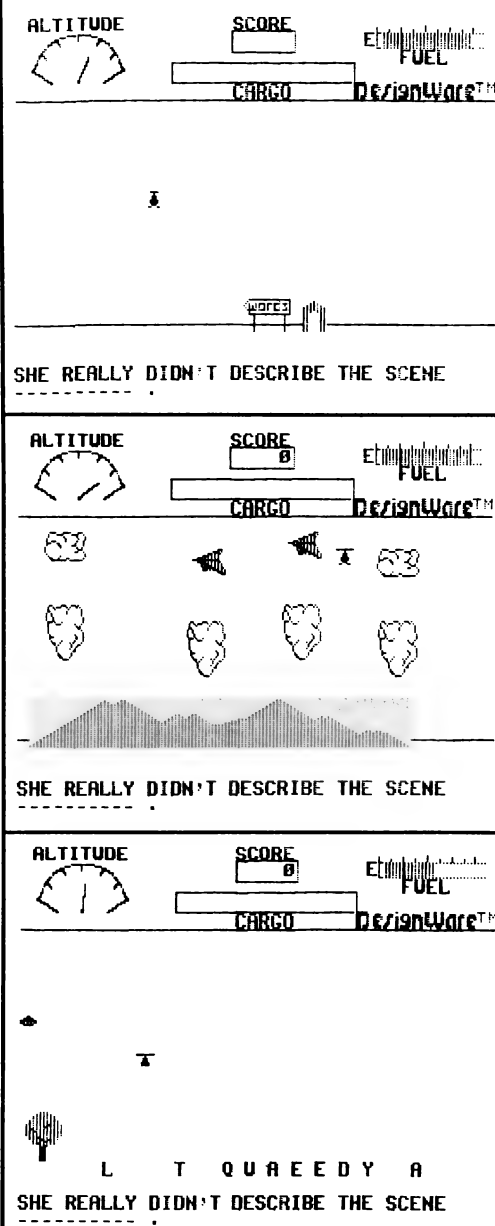 ALTITUDE SCORE
E
FUEL
CARGO DesignWare™
words
SHE REALLY DIDN'T DESCRIBE THE SCENE
---------- .
ALTITUDE SCORE
0 E
FUEL
CARGO DesignWare™
SHE REALLY DIDN'T DESCRIBE THE SCENE
---------- .
ALTITUDE SCORE
0 E
FUEL
CARGO DesignWare™
L T Q U A E E D Y A
SHE REALLY DIDN'T DESCRIBE THE SCENE
---------- .